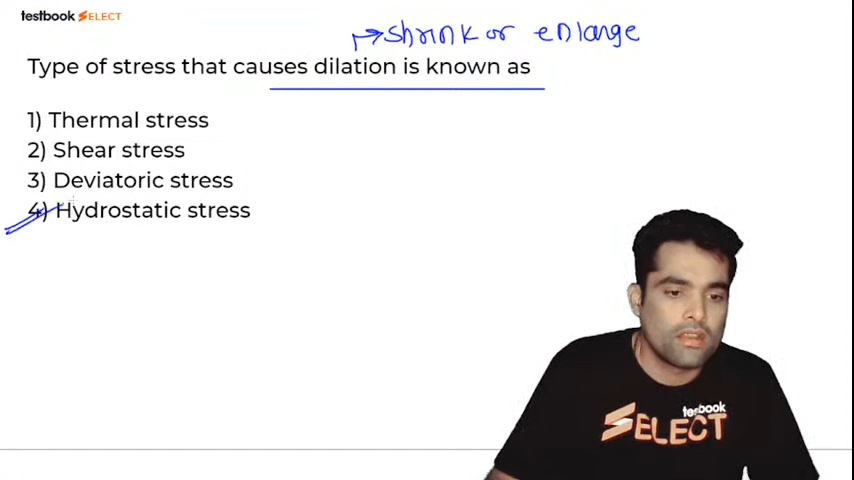 testbook SELECT
shrink or enlarge
Type of stress that causes dilation is known as
1) Thermal stress
2) Shear stress
3) Deviatoric stress
4) Hydrostatic stress
testbook
SELECT